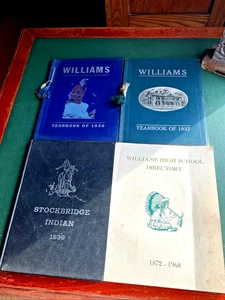 WILLIAMS
YEARBOOK OF 1936
WILLIAMS
YEARBOOK OF 1937
STOCKBRIDGE
INDIAN
1939
WILLIAMS HIGH SCHOOL
DIRECTORY
1872-1968